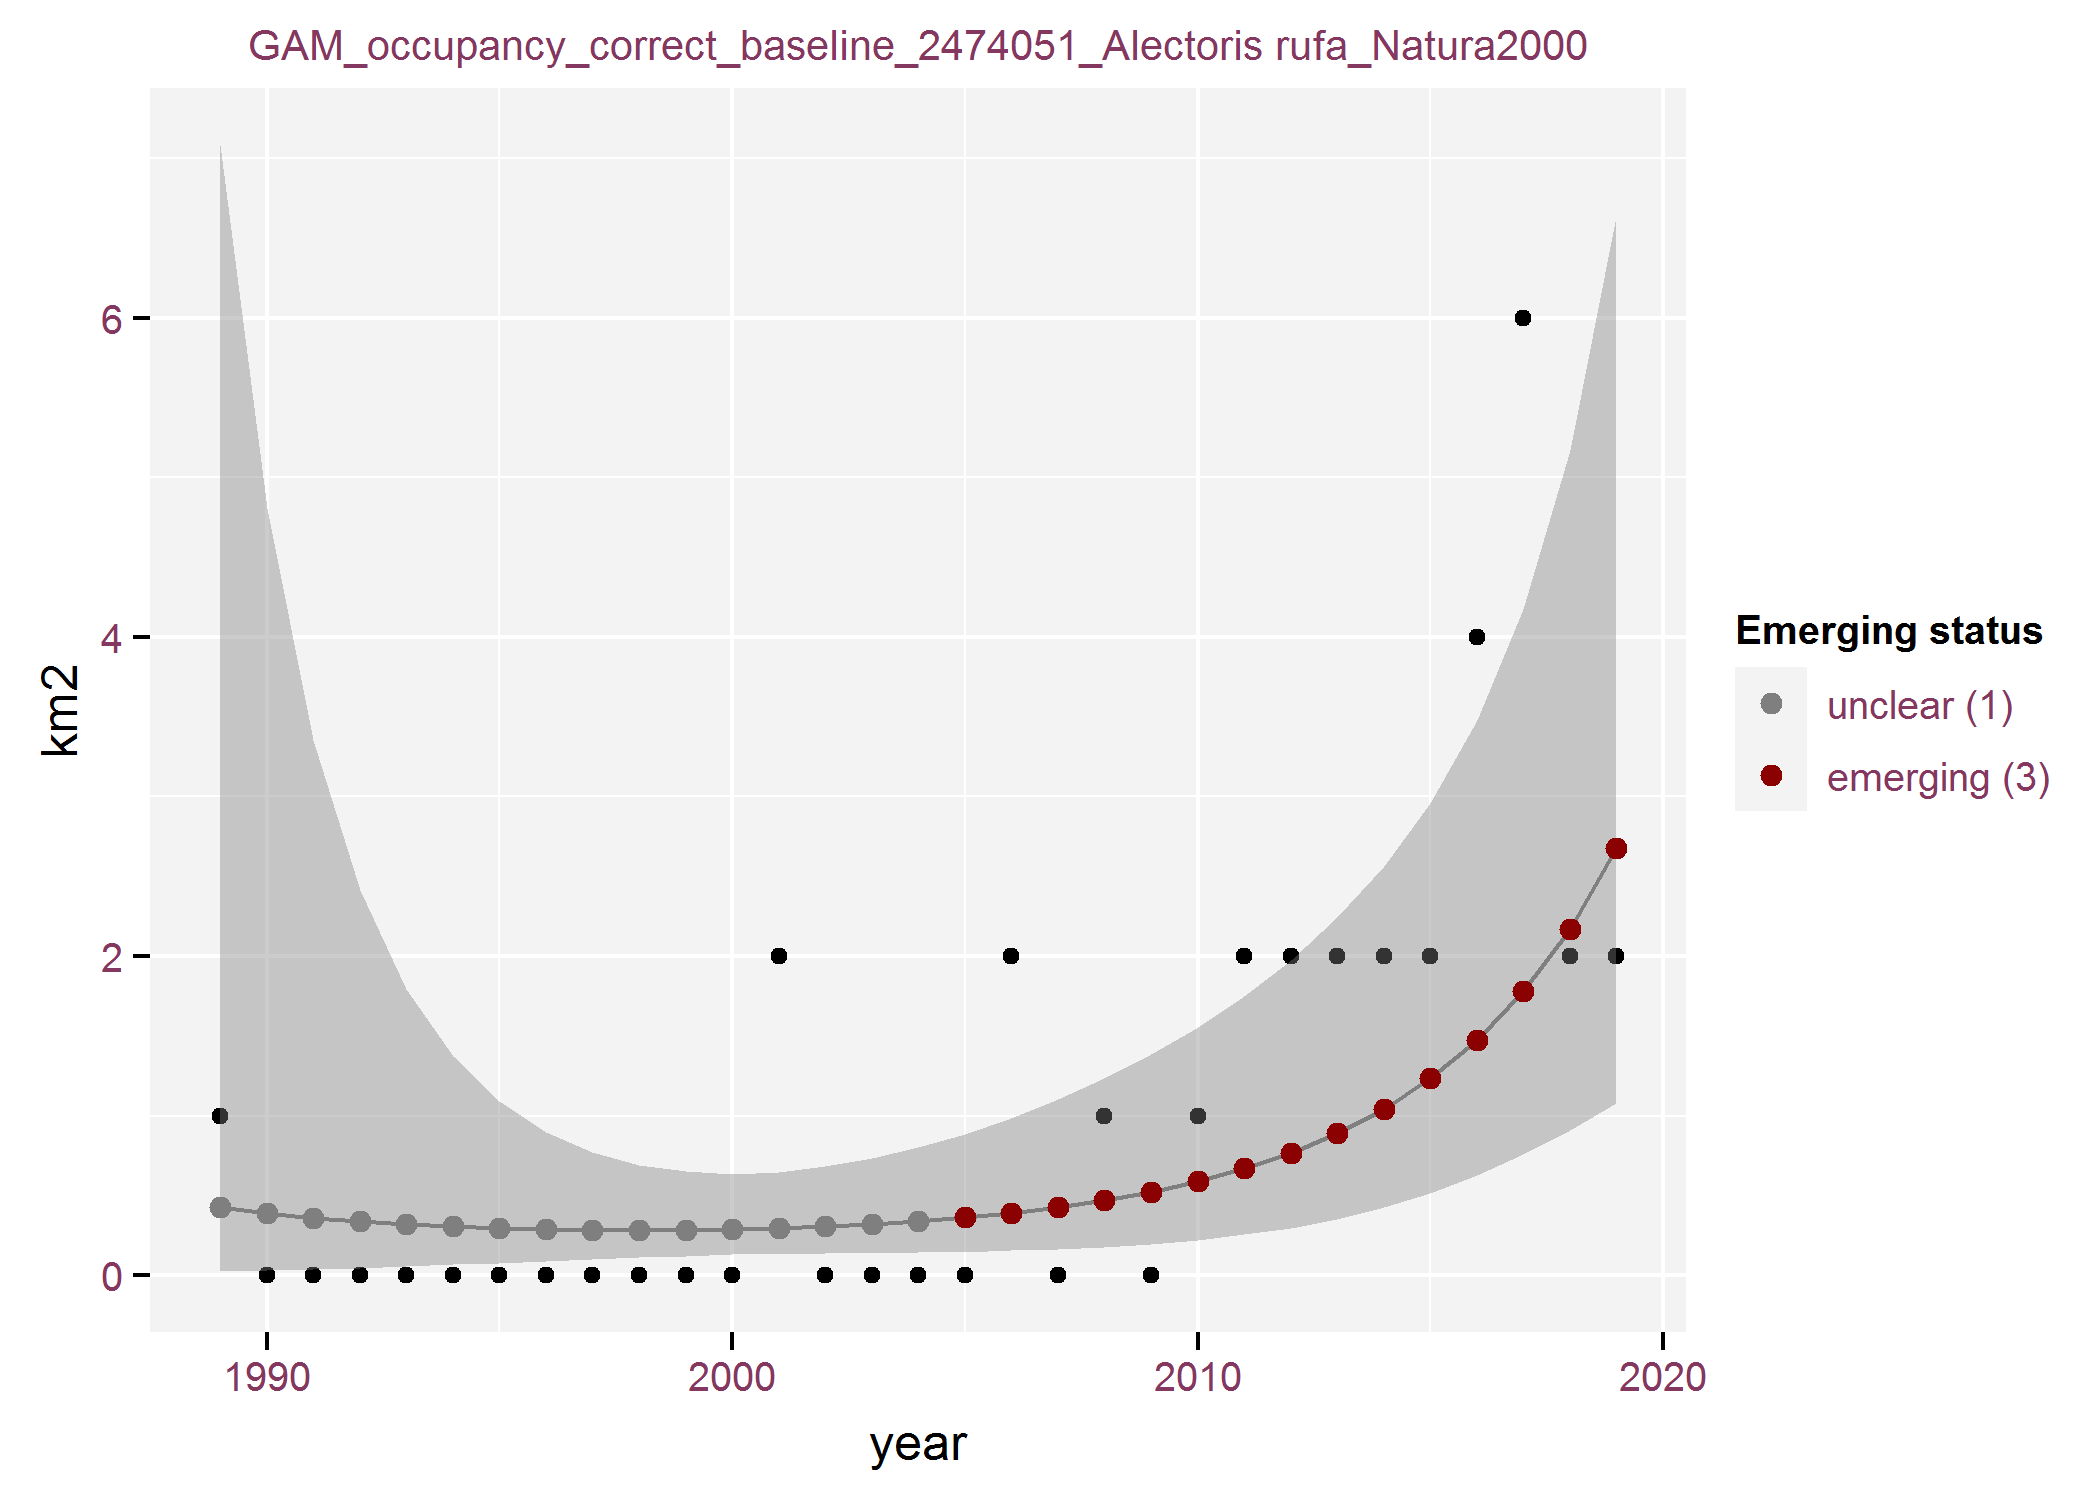 GAM_occupancy_correct_baseline_2474051_Alectoris rufa_Natura2000
6
4
2
0
km2
1990
2000
2010
2020
year
Emerging status
unclear (1)
emerging (3)